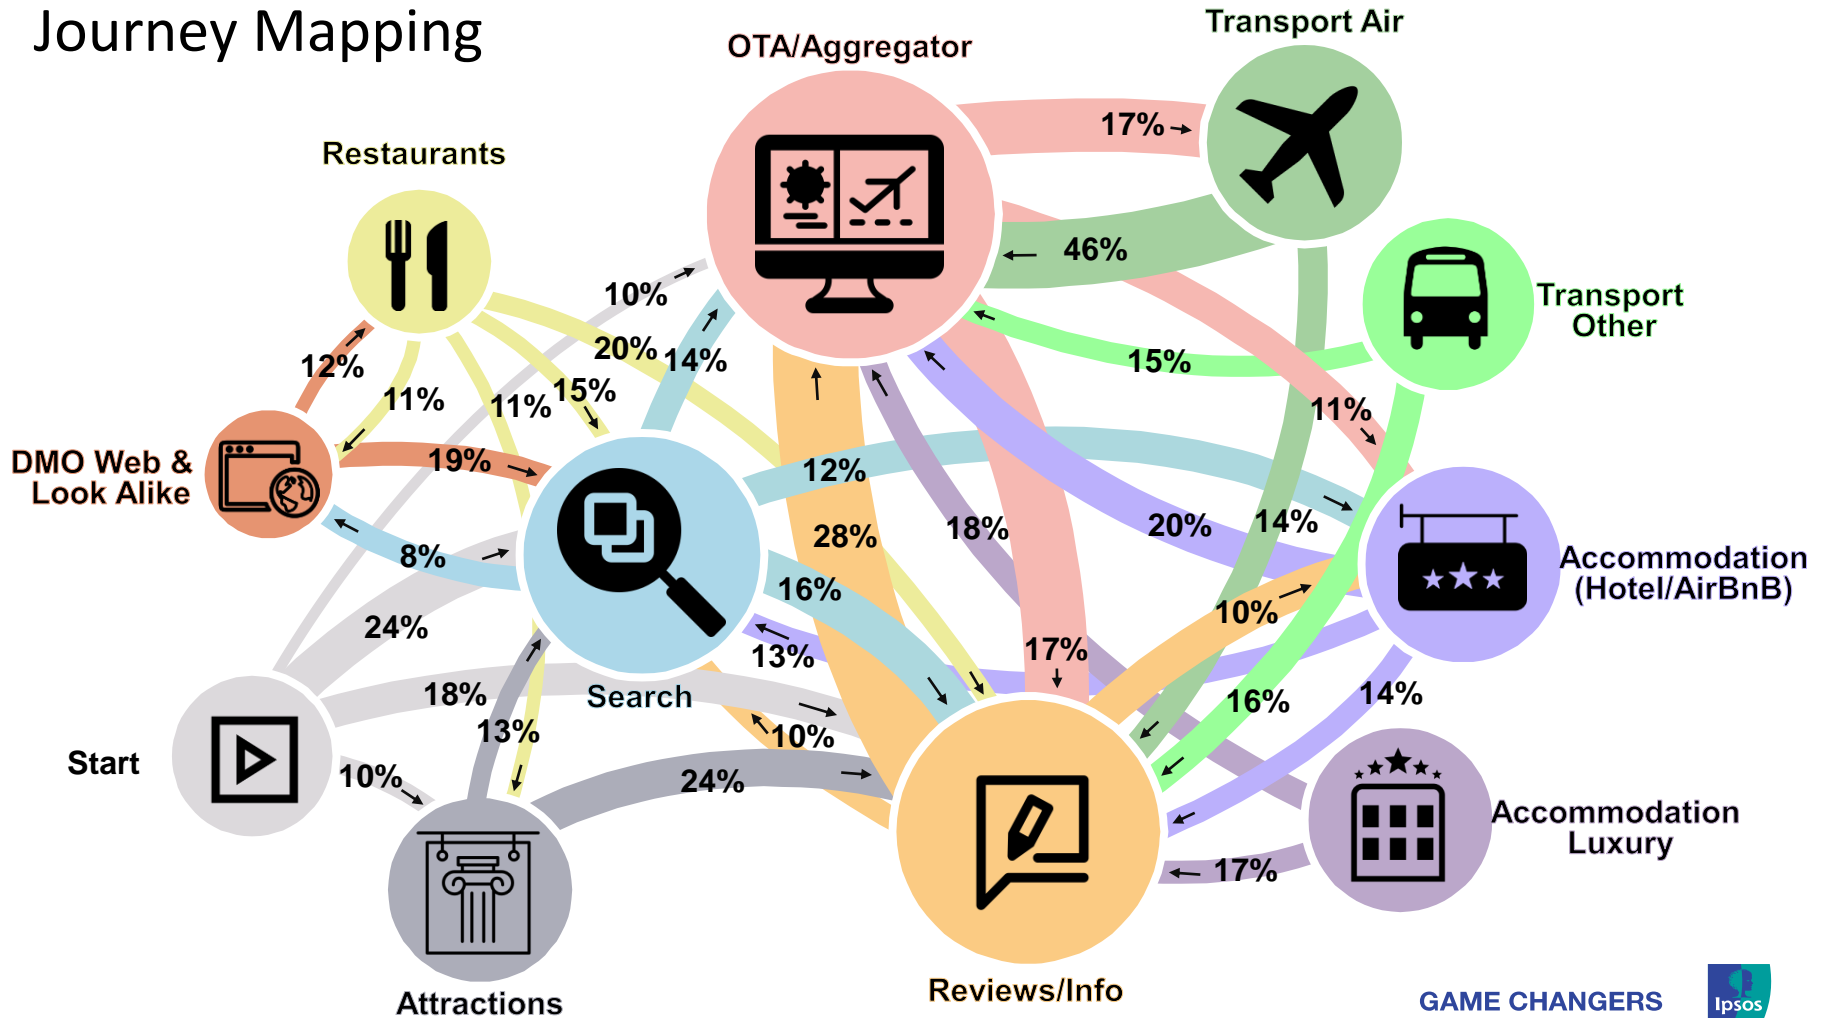 Journey Mapping
Transport Air
OTA/Aggregator
17%
Restaurants
46%
10%
Transport
Other
20%
14%
15%
12%
15%
11%
11%
11%
DMO Web &
Look Alike
19%
12%
18%
20%
14%
28%
8%
Accommodation
(Hotel/AirBnB)
16%
10%
24%
13%
17%
18%
Search
16%
14%
13%
10%
Start
10%
24%
Accommodation
Luxury
17%
Attractions
Reviews/Info
GAME CHANGERS
Ipsos